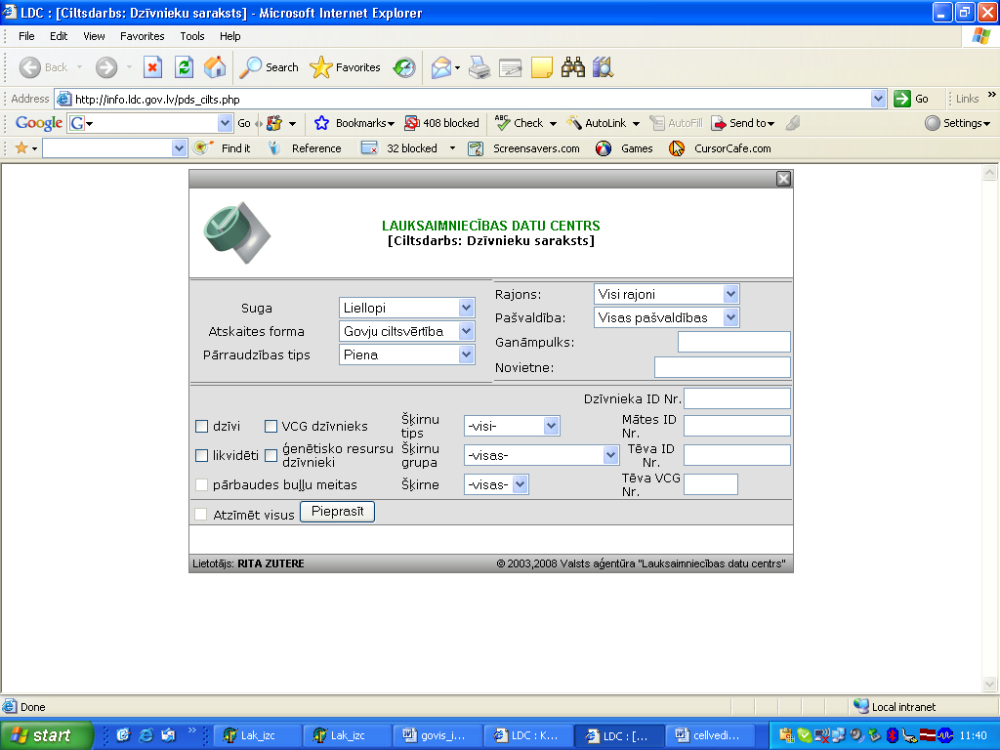 LDC : [Ciltsdarbs: Dzīvnieku saraksts] - Microsoft Internet Explorer
File Edit View Favorites Tools Help
Back Search Favorites
Address http://info.ldc.gov.lv/pds_cilts.php Go Links »
Google G Go Bookmarks 408 blocked ABC Check AutoLink AutoFill Send to Settings
Find it Reference 32 blocked Screensavers.com Games CursorCafe.com
LAUKSAIMNIECĪBAS DATU CENTRS
[Ciltsdarbs: Dzīvnieku saraksts]
Suga Liellopi
Atskaites forma Govju ciltsvērtība
Pārraudzības tips Piena
Rajons: Visi rajoni
Pašvaldība: Visas pašvaldības
Ganāmpulks:
Novietne:
Dzīvnieka ID Nr.
dzīvi VCG dzīvnieks Šķirņu tips -visi- Mātes ID Nr.
likvidēti ģenētisko resursu dzīvnieki Šķirņu grupa -visas- Tēva ID Nr.
pārbaudes buļļu meitas Šķirne -visas- Tēva VCG Nr.
Atzīmēt visus Pieprasīt
Lietotājs: RITA ZUTERE © 2003,2008 Valsts aģentūra "Lauksaimniecības datu centrs"
Done Local intranet
start » Lak_izc Lak_izc govis_i... LDC : K... LDC : [... cellvedi... 11:40